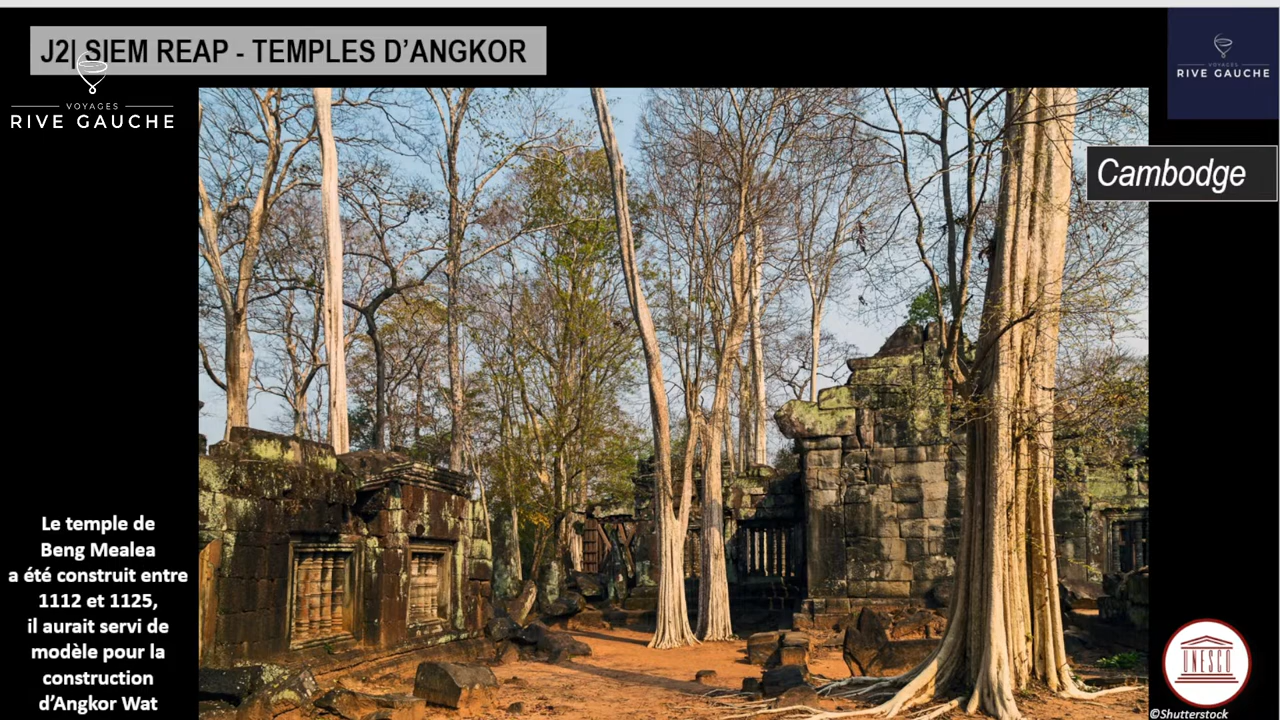 J2| SIEM REAP - TEMPLES D’ANGKOR
VOYAGES
RIVE GAUCHE
VOYAGES
RIVE GAUCHE
Cambodge
Le temple de
Beng Mealea
a été construit entre
1112 et 1125,
il aurait servi de
modèle pour la
construction
d’Angkor Wat
UNESCO
©Shutterstock